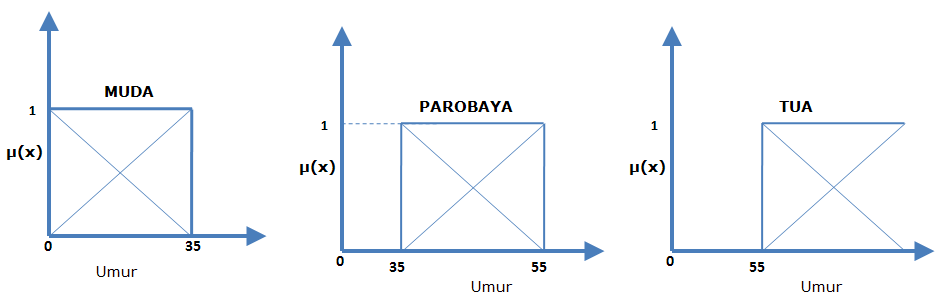 MUDA
1
μ(x)
0
35
Umur
PAROBAYA
1
μ(x)
0
35
55
Umur
TUA
1
μ(x)
0
55
Umur